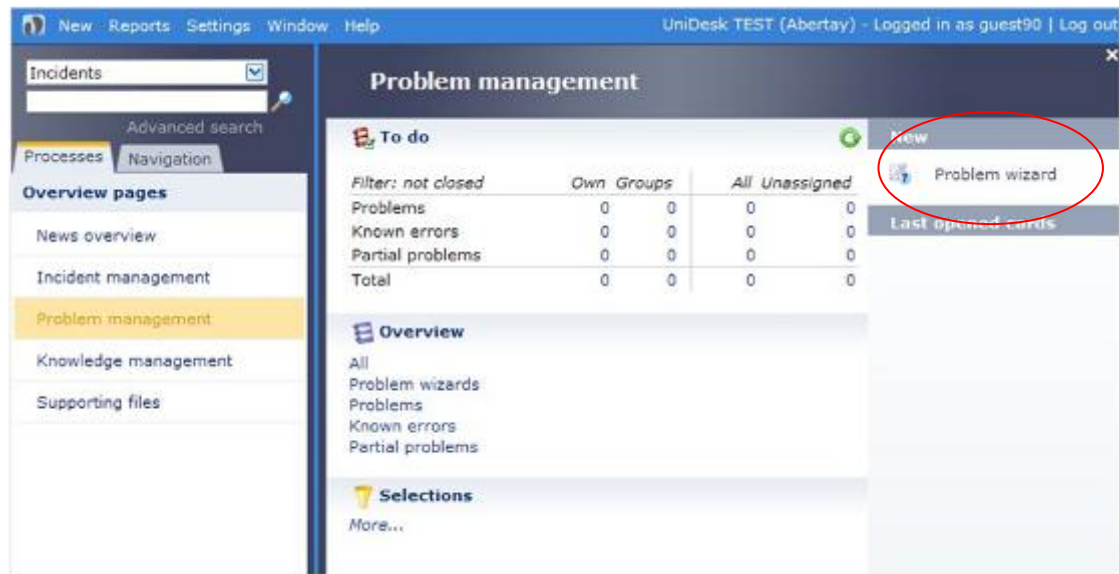 New Reports Settings Window Help UniDesk TEST (Abertay) - Logged in as guest90 | Log out
Incidents
Advanced search
Processes Navigation
Overview pages
News overview
Incident management
Problem management
Knowledge management
Supporting files
Problem management
To do
Filter: not closed Own Groups All Unassigned
Problems 0 0 0 0
Known errors 0 0 0 0
Partial problems 0 0 0 0
Total 0 0 0 0
Overview
All
Problem wizards
Problems
Known errors
Partial problems
Selections
More...
New
Problem wizard
Last opened cards